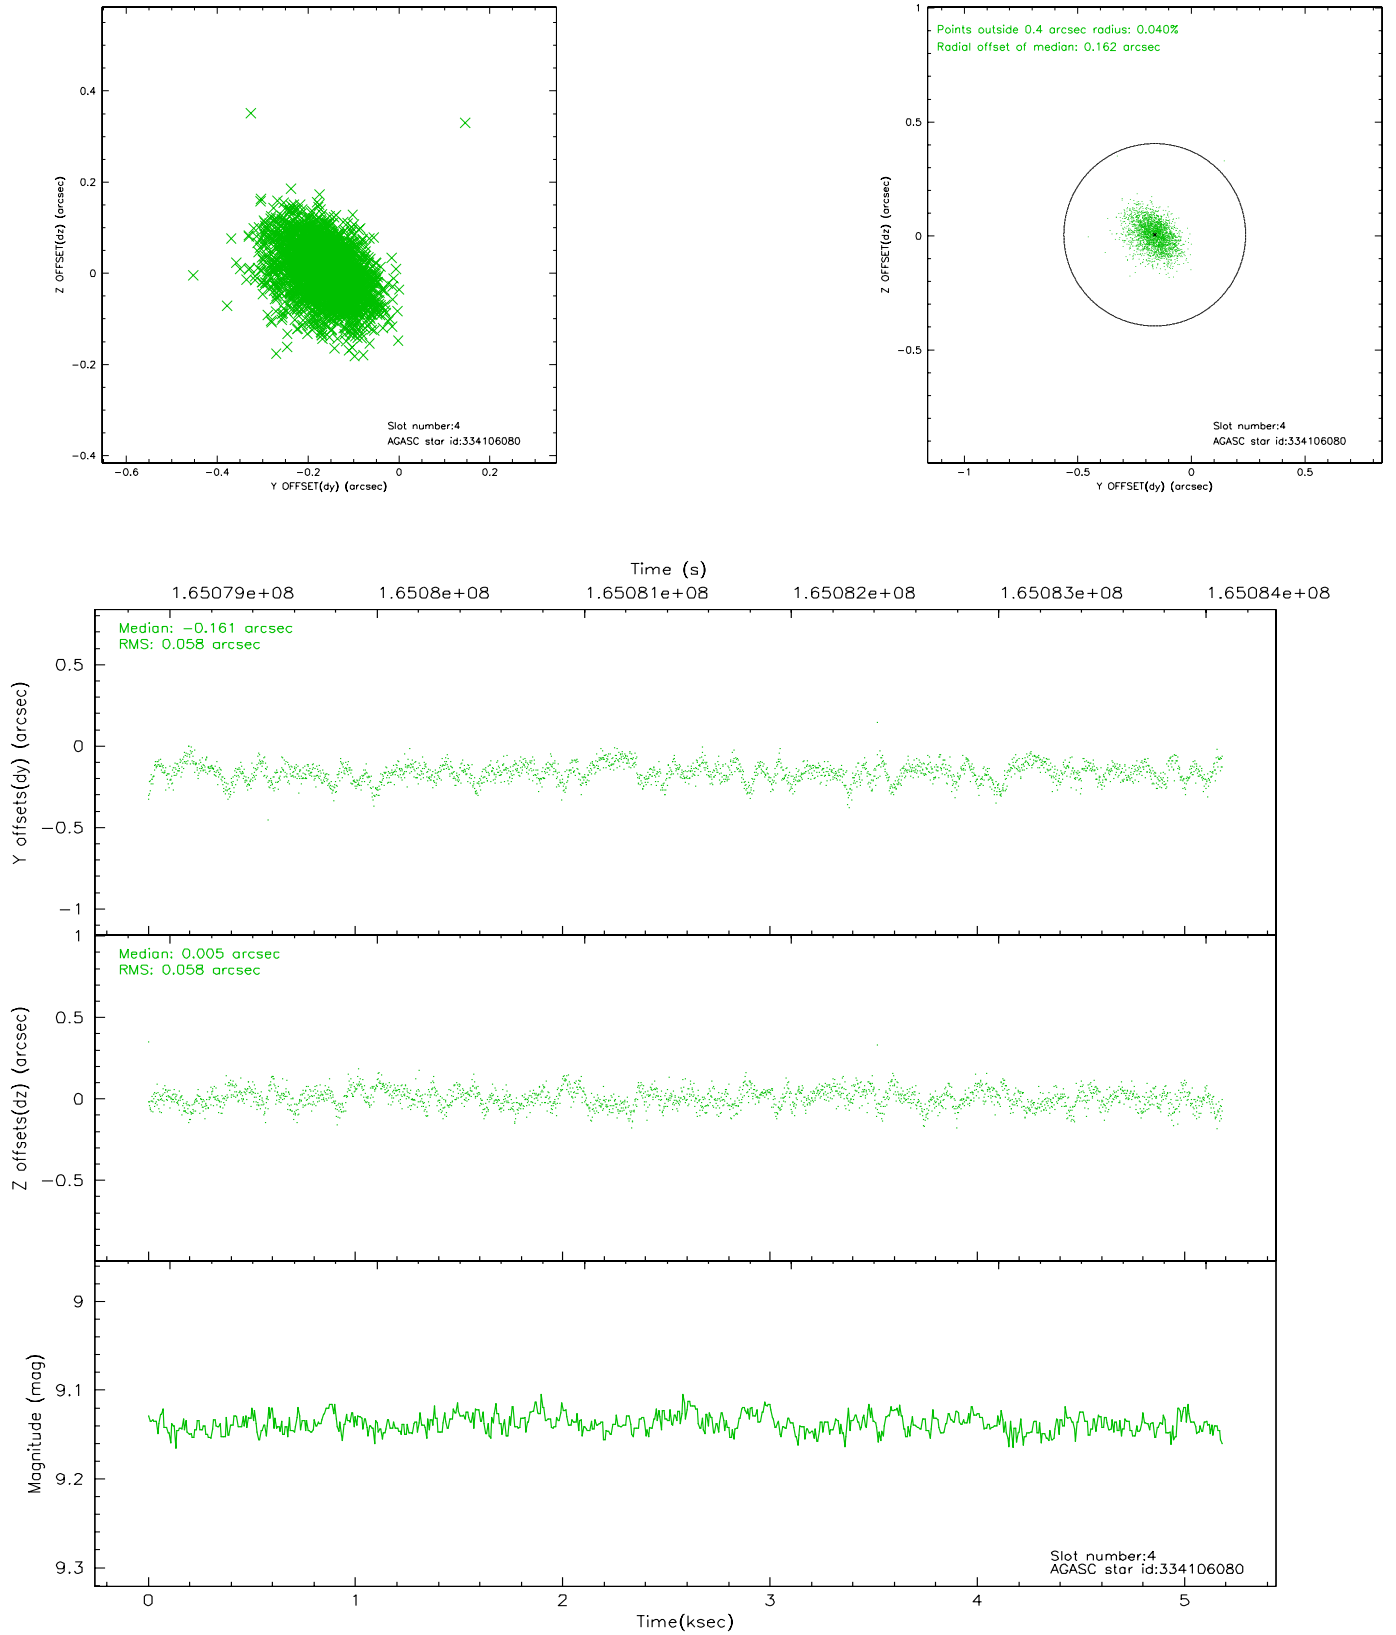 0.4
0.2
0
−0.2
−0.4
−0.6
−0.4
−0.2
0
0.2
Z OFFSET(dz) (arcsec)
Y OFFSET(dy) (arcsec)
Slot number:4
AGASC star id:334106080
Points outside 0.4 arcsec radius: 0.040%
Radial offset of median: 0.162 arcsec
1
0.5
0
−0.5
−1
−0.5
0
0.5
Z OFFSET(dz) (arcsec)
Y OFFSET(dy) (arcsec)
Slot number:4
AGASC star id:334106080
Time (s)
1.65079e+08 1.6508e+08 1.65081e+08 1.65082e+08 1.65083e+08 1.65084e+08
Median: −0.161 arcsec
RMS: 0.058 arcsec
0.5
0
−0.5
−1
Y offsets(dy) (arcsec)
Median: 0.005 arcsec
RMS: 0.058 arcsec
1
0.5
0
−0.5
Z offsets(dz) (arcsec)
9
9.1
9.2
9.3
Magnitude (mag)
Slot number:4
AGASC star id:334106080
0 1 2 3 4 5
Time(ksec)